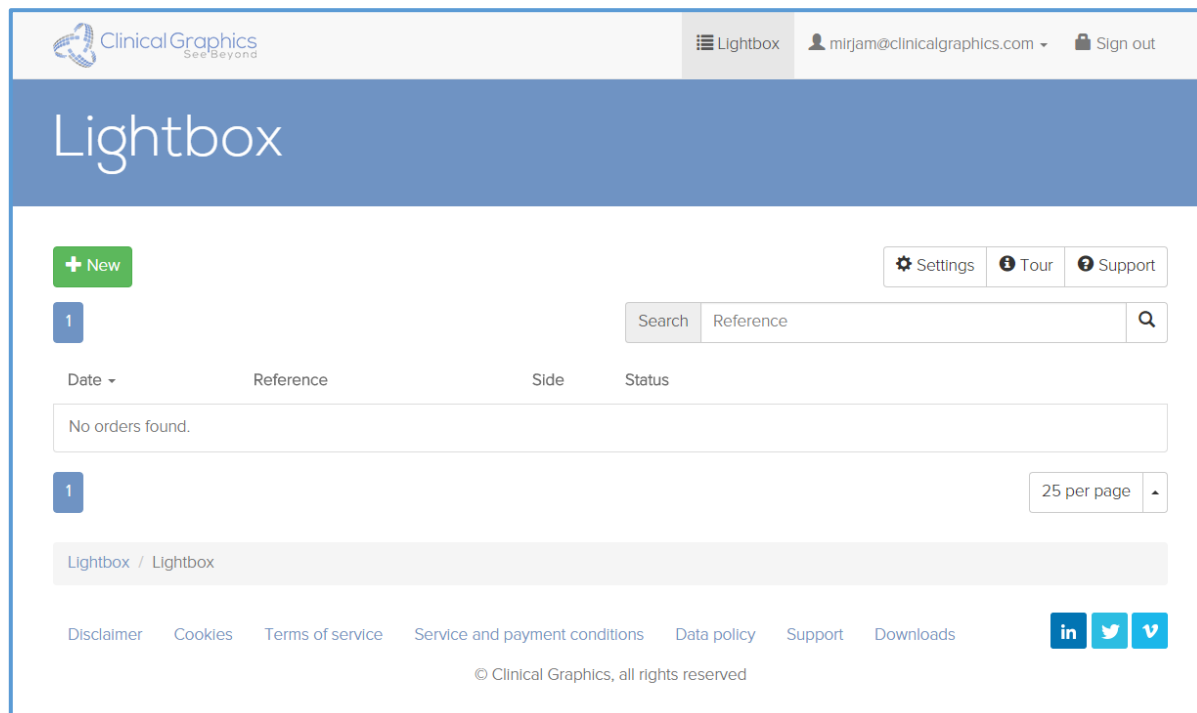 Clinical Graphics
See Beyond
Lightbox mirjam@clinicalgraphics.com Sign out
Lightbox
New Settings Tour Support
1 Search Reference
Date Reference Side Status
No orders found.
1 25 per page
Lightbox / Lightbox
Disclaimer Cookies Terms of service Service and payment conditions Data policy Support Downloads in
© Clinical Graphics, all rights reserved